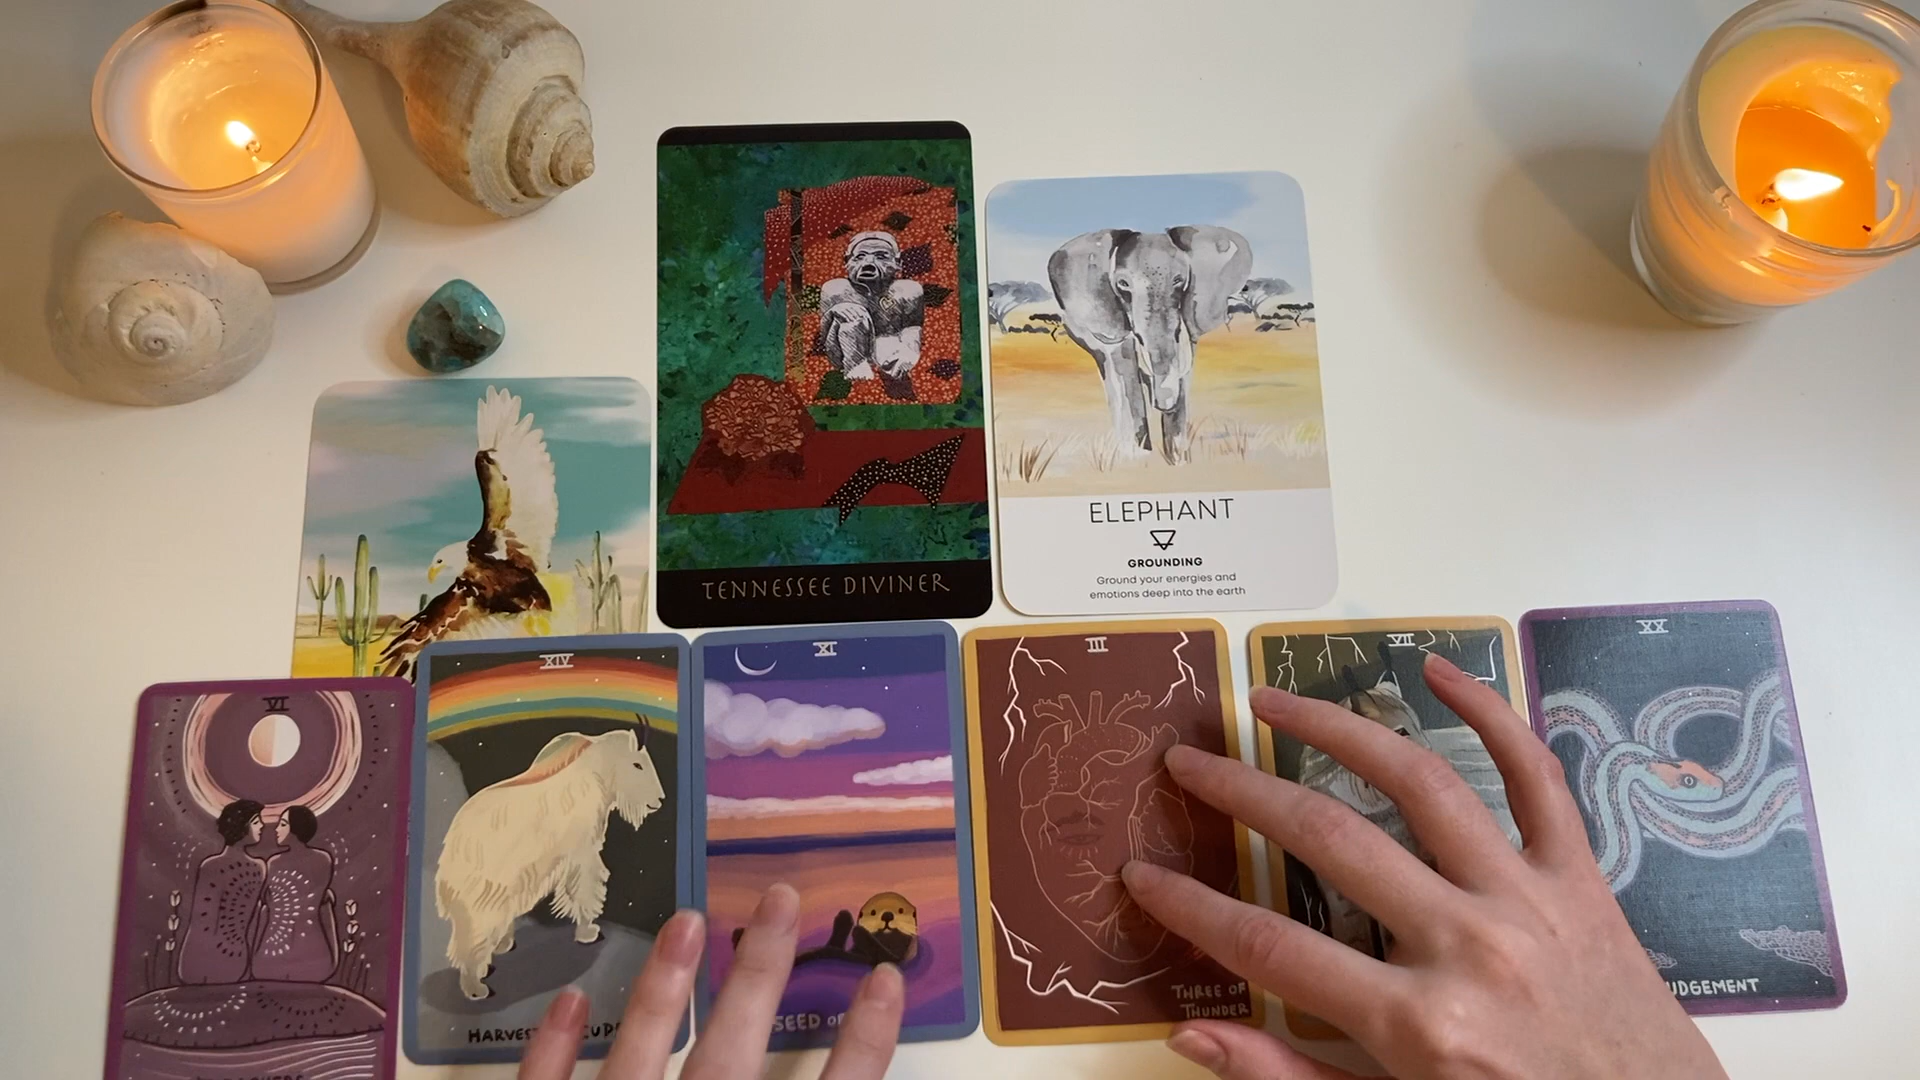 TENNESSEE DIVINER
ELEPHANT
GROUNDING
Ground your energies and
emotions deep into the earth
VI
XIV
XI
III
VII
XX
SEED
THREE OF
THUNDER